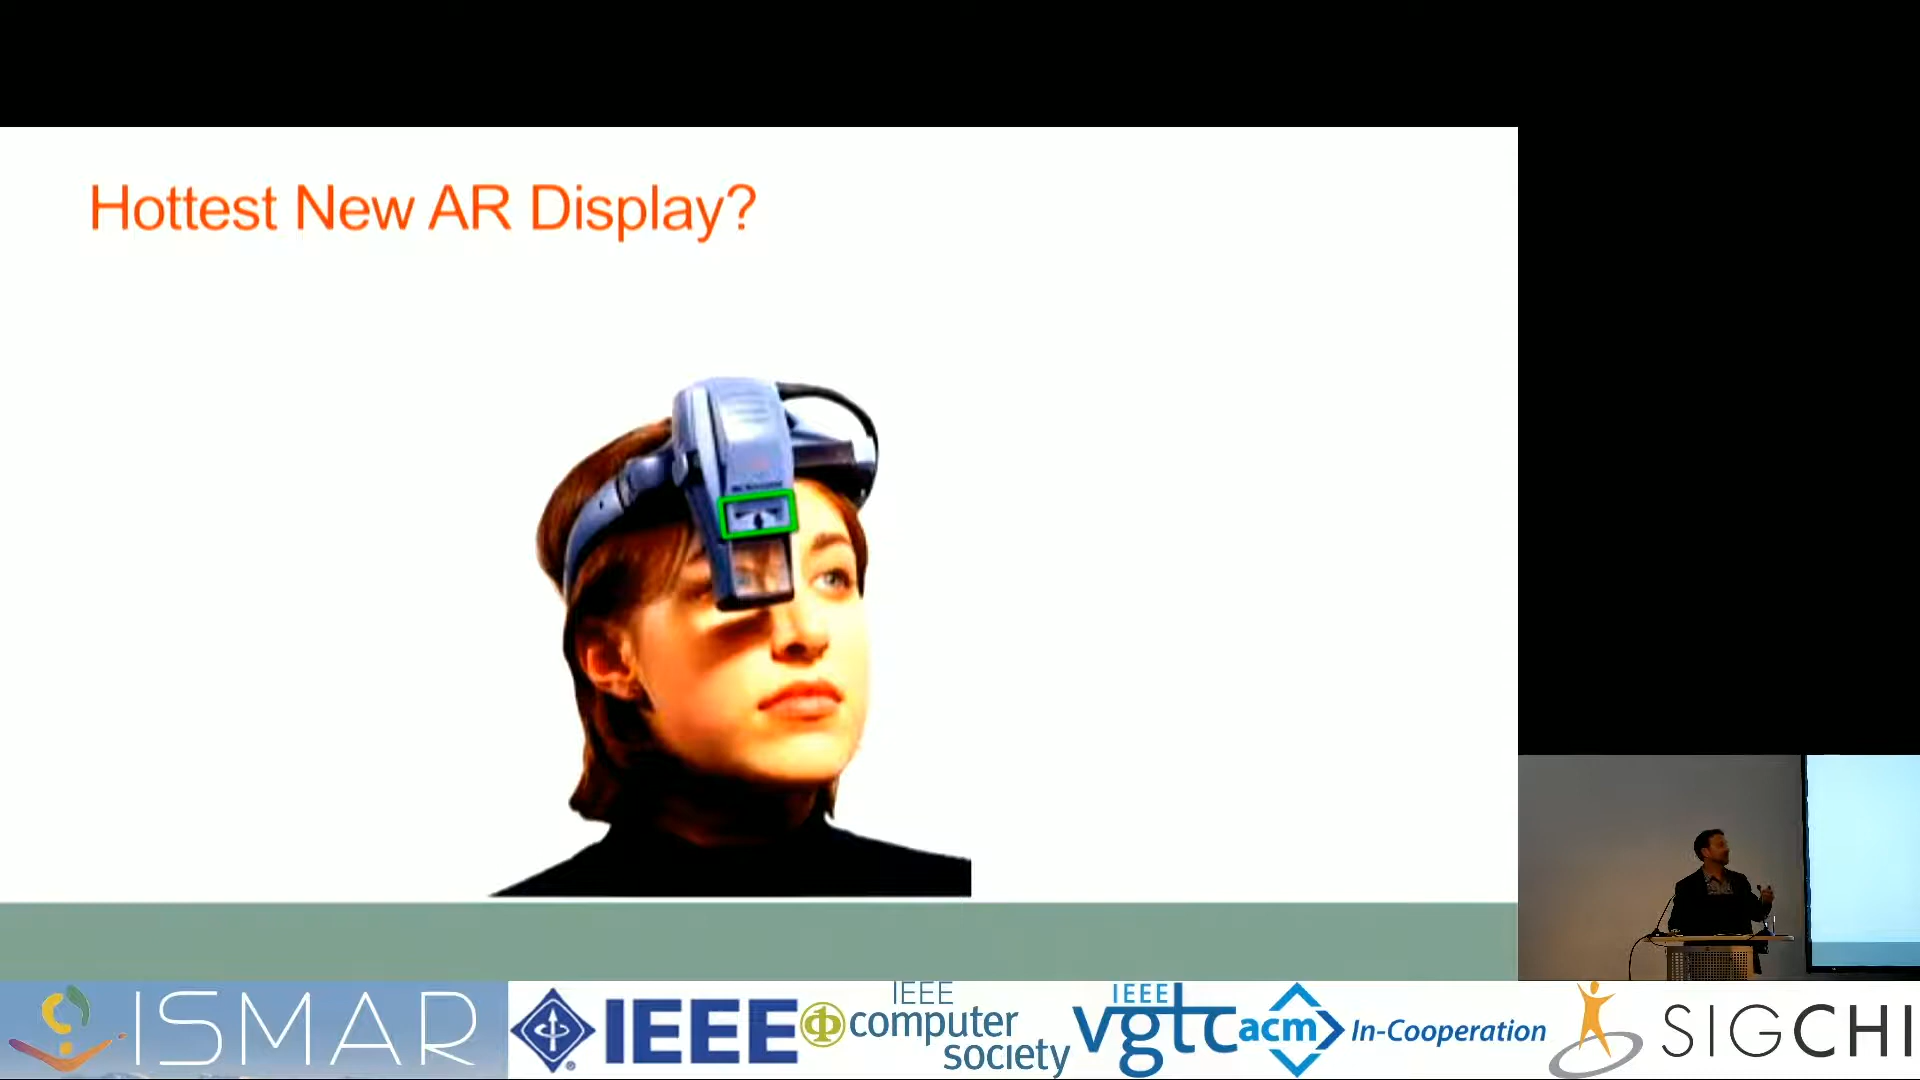 Hottest New AR Display?
ISMAR
IEEE
IEEE
computer
society
IEEE
vgtc
acm
In-Cooperation
SIGCHI